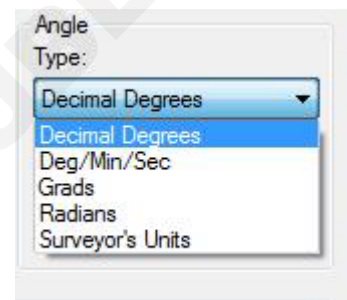 Angle
Type:
Decimal Degrees
Decimal Degrees
Deg/Min/Sec
Grads
Radians
Surveyor's Units